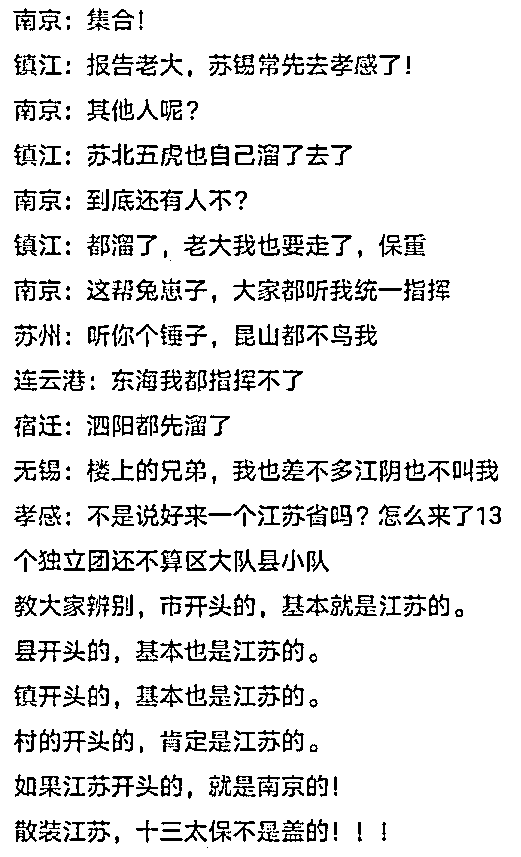 南京：集合！
镇江：报告老大，苏锡常先去孝感了！
南京：其他人呢？
镇江：苏北五虎也自己溜了去了
南京：到底还有人不？
镇江：都溜了，老大我也要走了，保重
南京：这帮兔崽子，大家都听我统一指挥
苏州：听你个锤子，昆山都不鸟我
连云港：东海我都指挥不了
宿迁：泗阳都先溜了
无锡：楼上的兄弟，我也差不多江阴也不叫我
孝感：不是说好来一个江苏省吗？怎么来了13
个独立团还不算区大队县小队
教大家辨别，市开头的，基本就是江苏的。
县开头的，基本也是江苏的。
镇开头的，基本也是江苏的。
村的开头的，肯定是江苏的。
如果江苏开头的，就是南京的！
散装江苏，十三太保不是盖的！！！